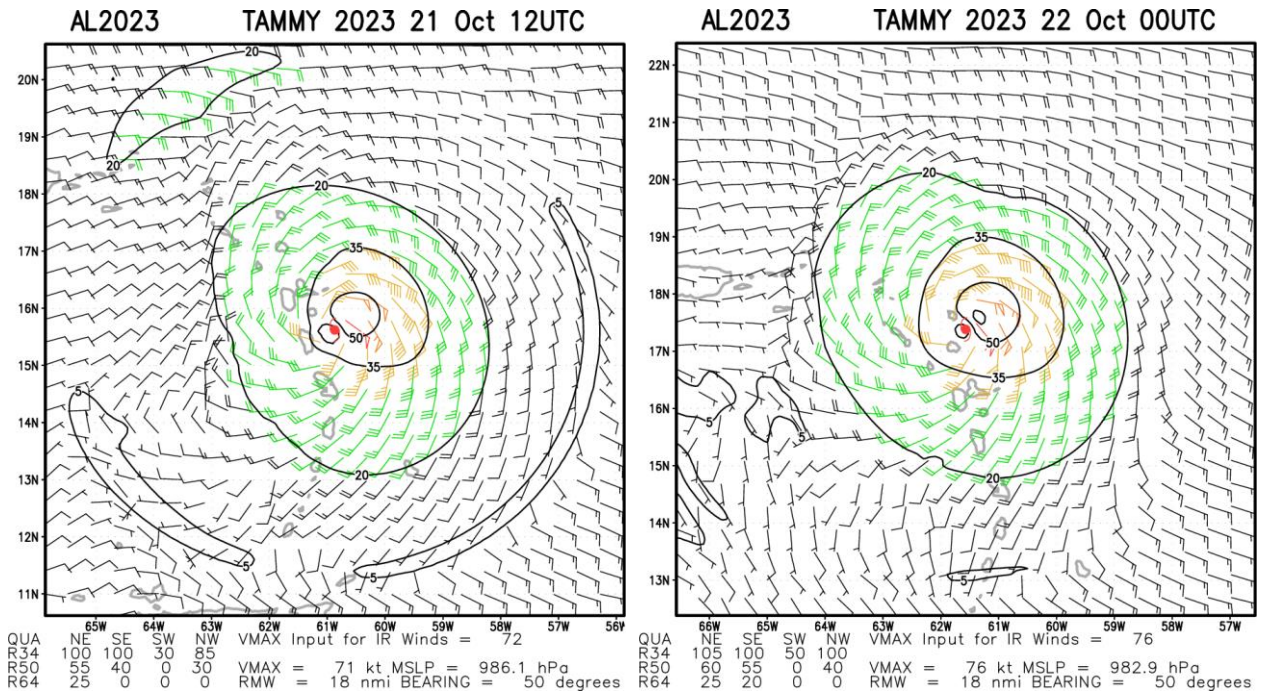 AL2023 TAMMY 2023 21 Oct 12UTC
20N
19N
18N
17N
16N
15N
14N
13N
12N
11N
20
20
20
20
35
35
50
5
5
5
5
65W 64W 63W 62W 61W 60W 59W 58W 57W 56W
QUA NE SE SW NW VMAX Input for IR Winds = 72
R34 100 100 30 85
R50 55 40 0 30 VMAX = 71 kt MSLP = 986.1 hPa
R64 25 0 0 0 RMW = 18 nmi BEARING = 50 degrees
AL2023 TAMMY 2023 22 Oct 00UTC
22N
21N
20N
19N
18N
17N
16N
15N
14N
13N
20
20
35
35
50
5
5
5
66W 65W 64W 63W 62W 61W 60W 59W 58W 57W
QUA NE SE SW NW VMAX Input for IR Winds = 76
R34 105 100 50 100
R50 60 55 0 40 VMAX = 76 kt MSLP = 982.9 hPa
R64 25 20 0 0 RMW = 18 nmi BEARING = 50 degrees